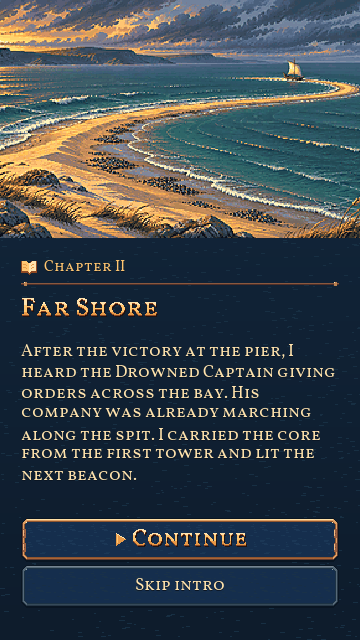 Chapter II
Far Shore
After the victory at the pier, I
heard the Drowned Captain giving
orders across the bay. His
company was already marching
along the spit. I carried the core
from the first tower and lit the
next beacon.
Continue
Skip intro